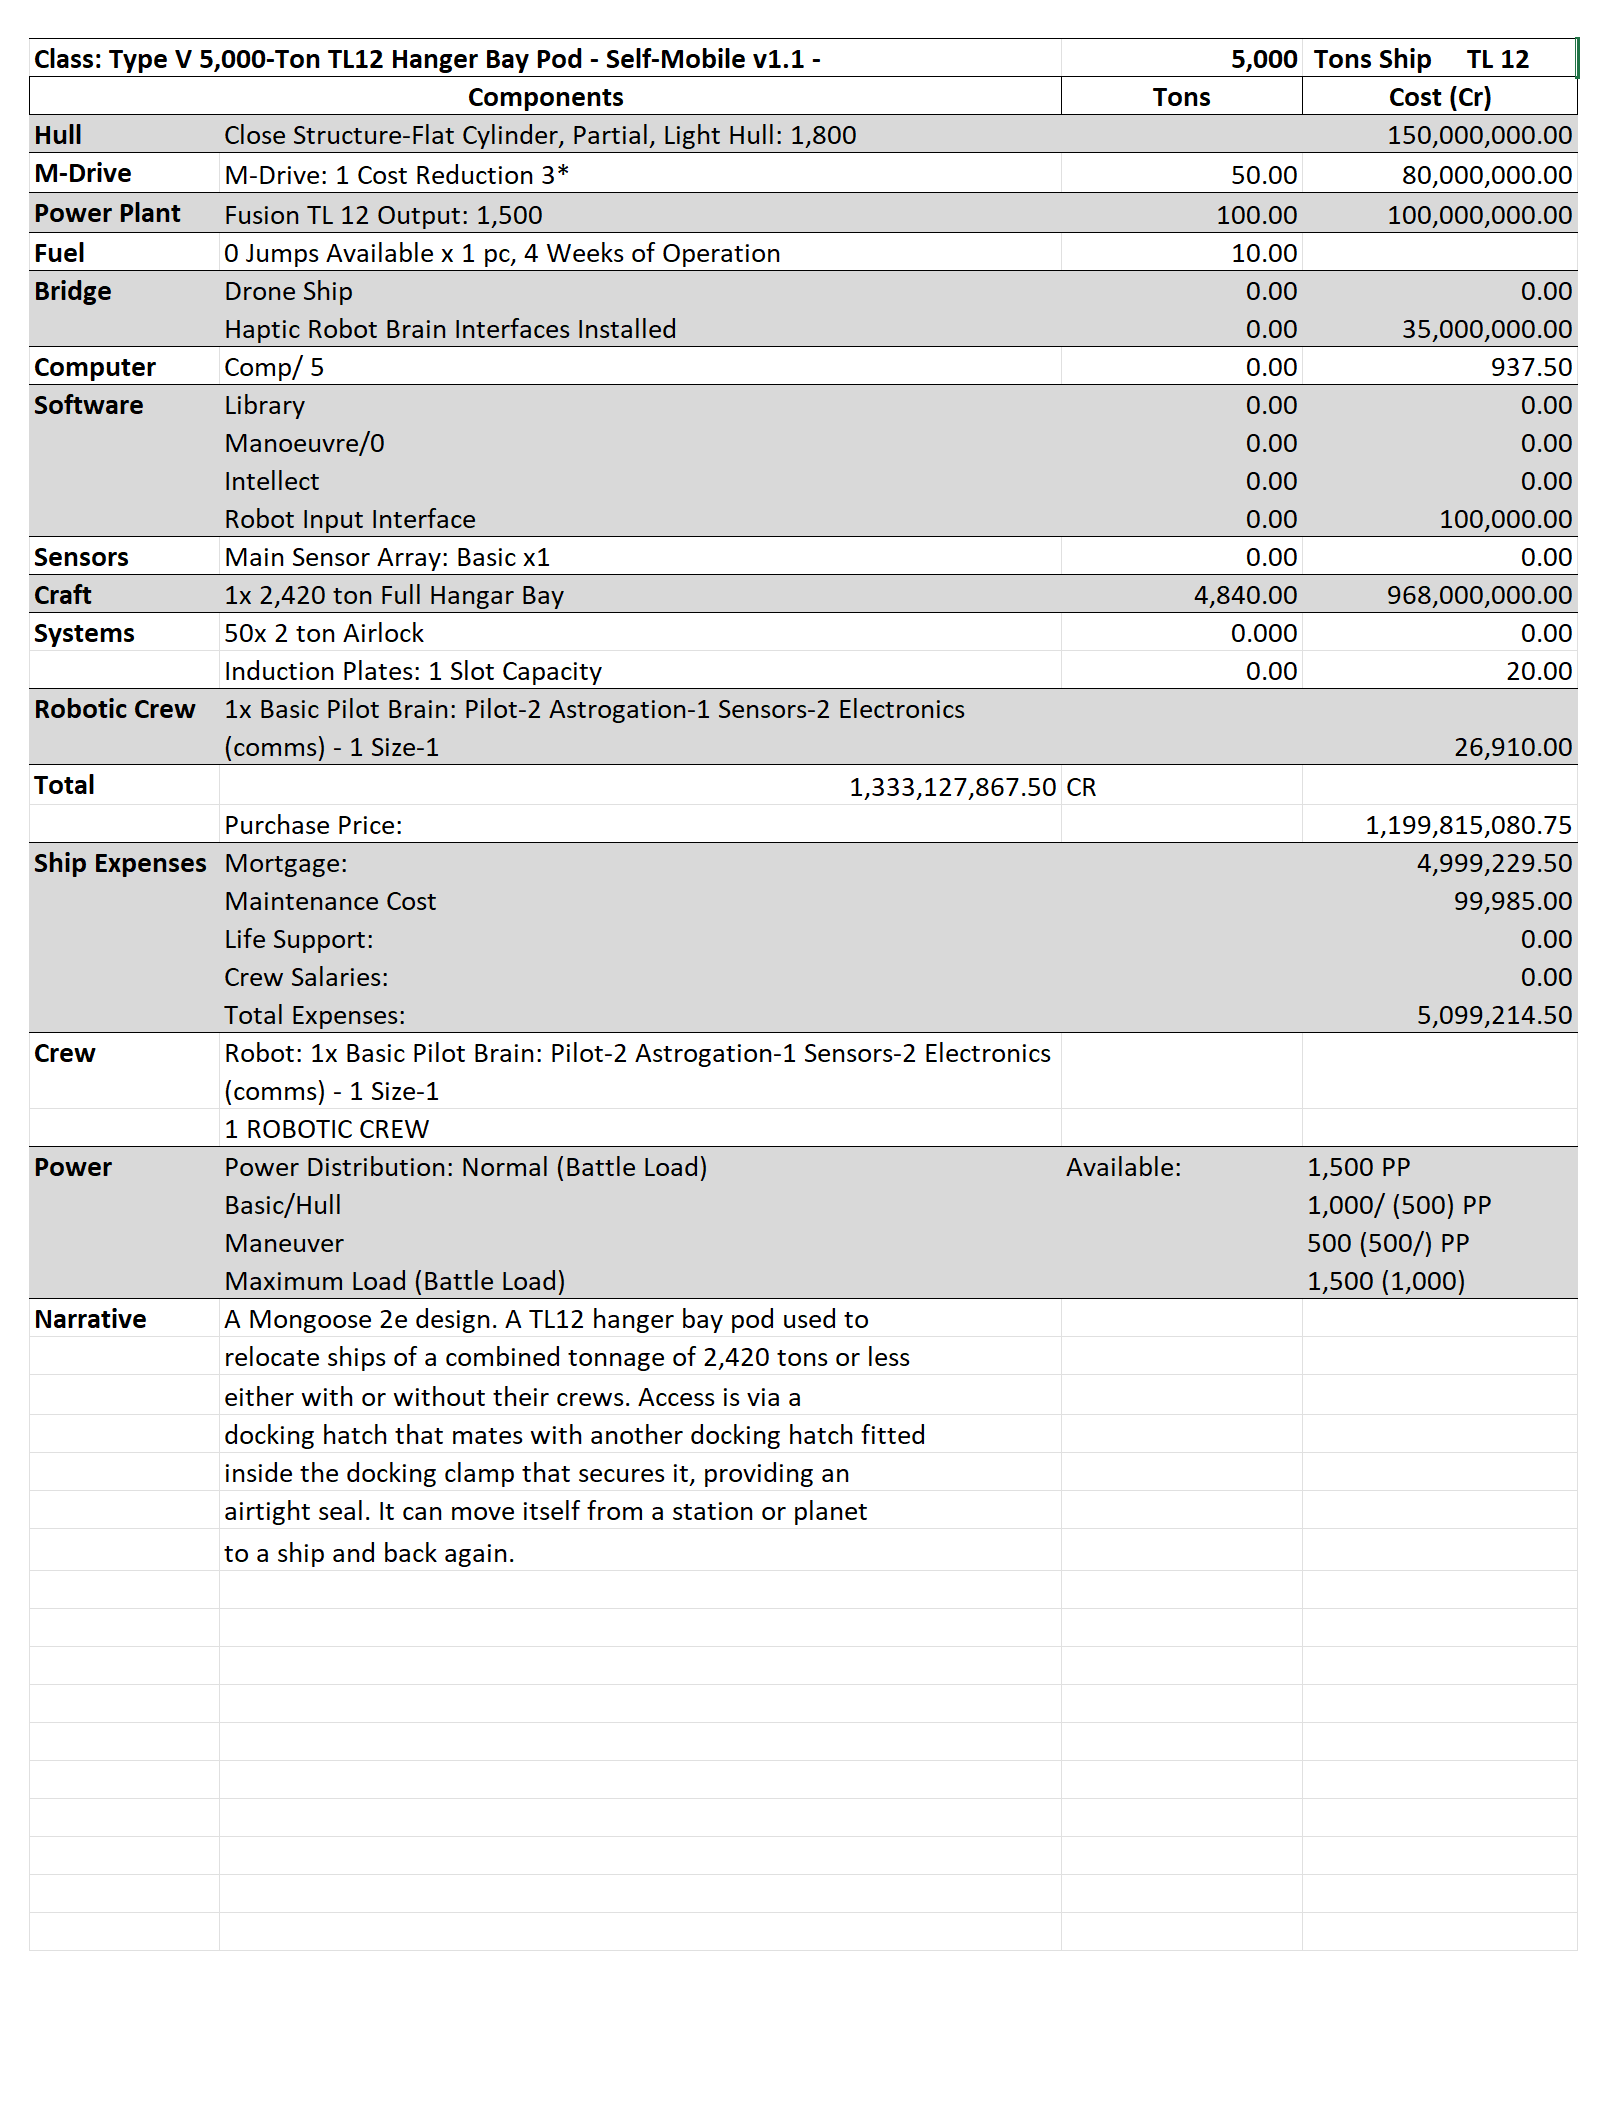 Class: Type V 5,000-Ton TL12 Hanger Bay Pod - Self-Mobile v1.1 - 5,000 Tons Ship TL 12
Components Tons Cost (Cr)
Hull Close Structure-Flat Cylinder, Partial, Light Hull: 1,800 150,000,000.00
M-Drive M-Drive: 1 Cost Reduction 3* 50.00 80,000,000.00
Power Plant Fusion TL 12 Output: 1,500 100.00 100,000,000.00
Fuel 0 Jumps Available x 1 pc, 4 Weeks of Operation 10.00
Bridge Drone Ship 0.00 0.00
Haptic Robot Brain Interfaces Installed 0.00 35,000,000.00
Computer Comp/ 5 0.00 937.50
Software Library 0.00 0.00
Manoeuvre/0 0.00 0.00
Intellect 0.00 0.00
Robot Input Interface 0.00 100,000.00
Sensors Main Sensor Array: Basic x1 0.00 0.00
Craft 1x 2,420 ton Full Hangar Bay 4,840.00 968,000,000.00
Systems 50x 2 ton Airlock 0.000 0.00
Induction Plates: 1 Slot Capacity 0.00 20.00
Robotic Crew 1x Basic Pilot Brain: Pilot-2 Astrogation-1 Sensors-2 Electronics
(comms) - 1 Size-1 26,910.00
Total 1,333,127,867.50 CR
Purchase Price: 1,199,815,080.75
Ship Expenses Mortgage: 4,999,229.50
Maintenance Cost 99,985.00
Life Support: 0.00
Crew Salaries: 0.00
Total Expenses: 5,099,214.50
Crew Robot: 1x Basic Pilot Brain: Pilot-2 Astrogation-1 Sensors-2 Electronics
(comms) - 1 Size-1
1 ROBOTIC CREW
Power Power Distribution: Normal (Battle Load) Available: 1,500 PP
Basic/Hull 1,000/ (500) PP
Maneuver 500 (500/) PP
Maximum Load (Battle Load) 1,500 (1,000)
Narrative A Mongoose 2e design. A TL12 hanger bay pod used to
relocate ships of a combined tonnage of 2,420 tons or less
either with or without their crews. Access is via a
docking hatch that mates with another docking hatch fitted
inside the docking clamp that secures it, providing an
airtight seal. It can move itself from a station or planet
to a ship and back again.